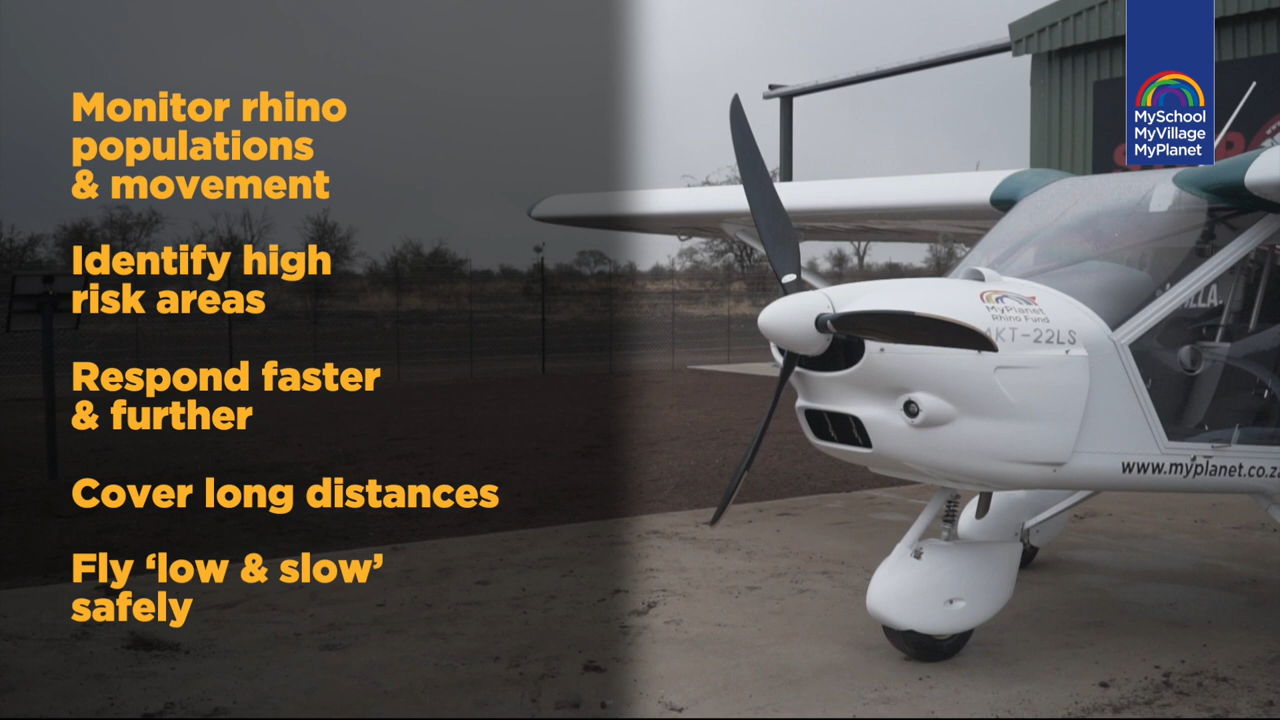 Monitor rhino
populations
& movement
Identify high
risk areas
Respond faster
& further
Cover long distances
Fly ‘low & slow’
safely
MySchool
MyVillage
MyPlanet
MyPlanet
Rhino Fund
AKT-22LS
www.myplanet.co.za